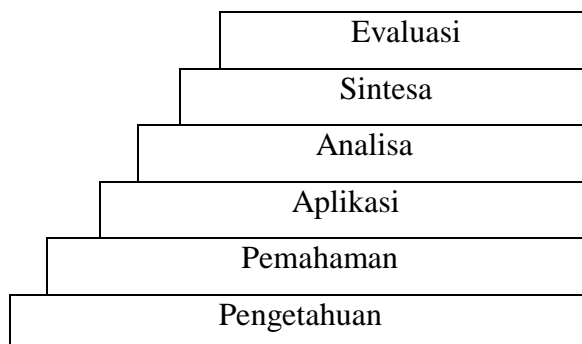 Evaluasi
Sintesa
Analisa
Aplikasi
Pemahaman
Pengetahuan